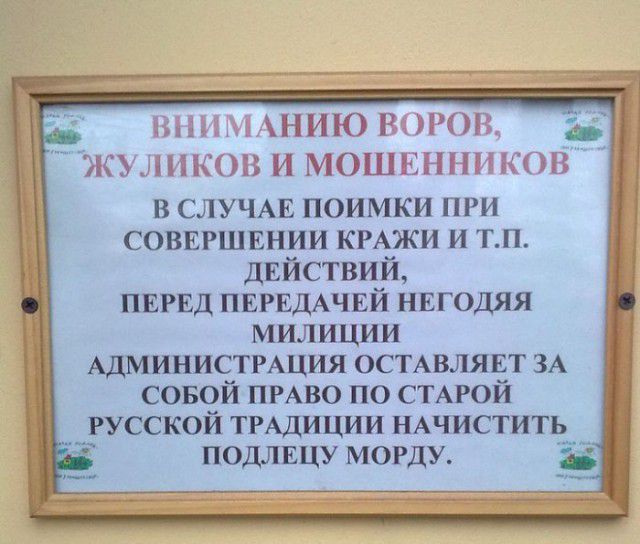 ВНИМАНИЮ ВОРОВ,
ЖУЛИКОВ И МОШЕННИКОВ
В СЛУЧАЕ ПОИМКИ ПРИ
СОВЕРШЕНИИ КРАЖИ И Т.П.
ДЕЙСТВИЙ,
ПЕРЕД ПЕРЕДАЧЕЙ НЕГОДЯЯ
МИЛИЦИИ
АДМИНИСТРАЦИЯ ОСТАВЛЯЕТ ЗА
СОБОЙ ПРАВО ПО СТАРОЙ
РУССКОЙ ТРАДИЦИИ НАЧИСТИТЬ
ПОДЛЕЦУ МОРДУ.